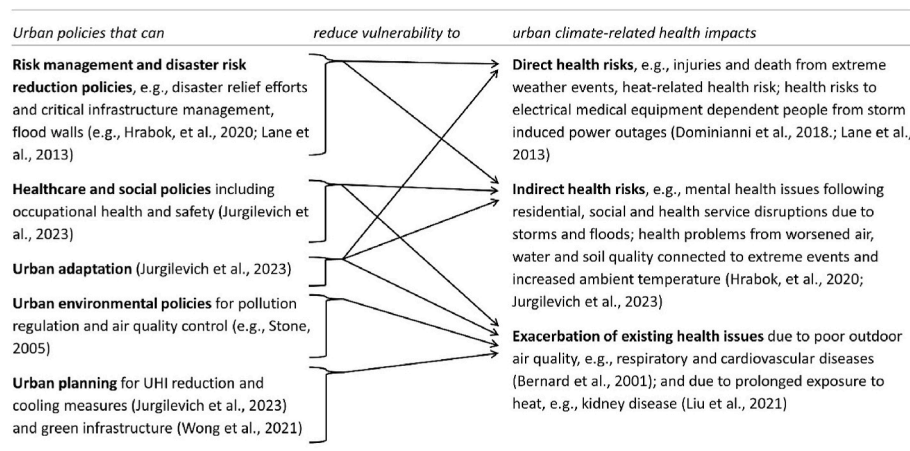 Urban policies that can reduce vulnerability to urban climate-related health impacts
Risk management and disaster risk
reduction policies, e.g., disaster relief efforts
and critical infrastructure management,
flood walls (e.g., Hrabok, et al., 2020; Lane et
al., 2013)
Healthcare and social policies including
occupational health and safety (Jurgilevich et
al., 2023)
Urban adaptation (Jurgilevich et al., 2023)
Urban environmental policies for pollution
regulation and air quality control (e.g., Stone,
2005)
Urban planning for UHI reduction and
cooling measures (Jurgilevich et al., 2023)
and green infrastructure (Wong et al., 2021)
Direct health risks, e.g., injuries and death from extreme
weather events, heat-related health risk; health risks to
electrical medical equipment dependent people from storm
induced power outages (Dominianni et al., 2018.; Lane et al.,
2013)
Indirect health risks, e.g., mental health issues following
residential, social and health service disruptions due to
storms and floods; health problems from worsened air,
water and soil quality connected to extreme events and
increased ambient temperature (Hrabok, et al., 2020;
Jurgilevich et al., 2023)
Exacerbation of existing health issues due to poor outdoor
air quality, e.g., respiratory and cardiovascular diseases
(Bernard et al., 2001); and due to prolonged exposure to
heat, e.g., kidney disease (Liu et al., 2021)